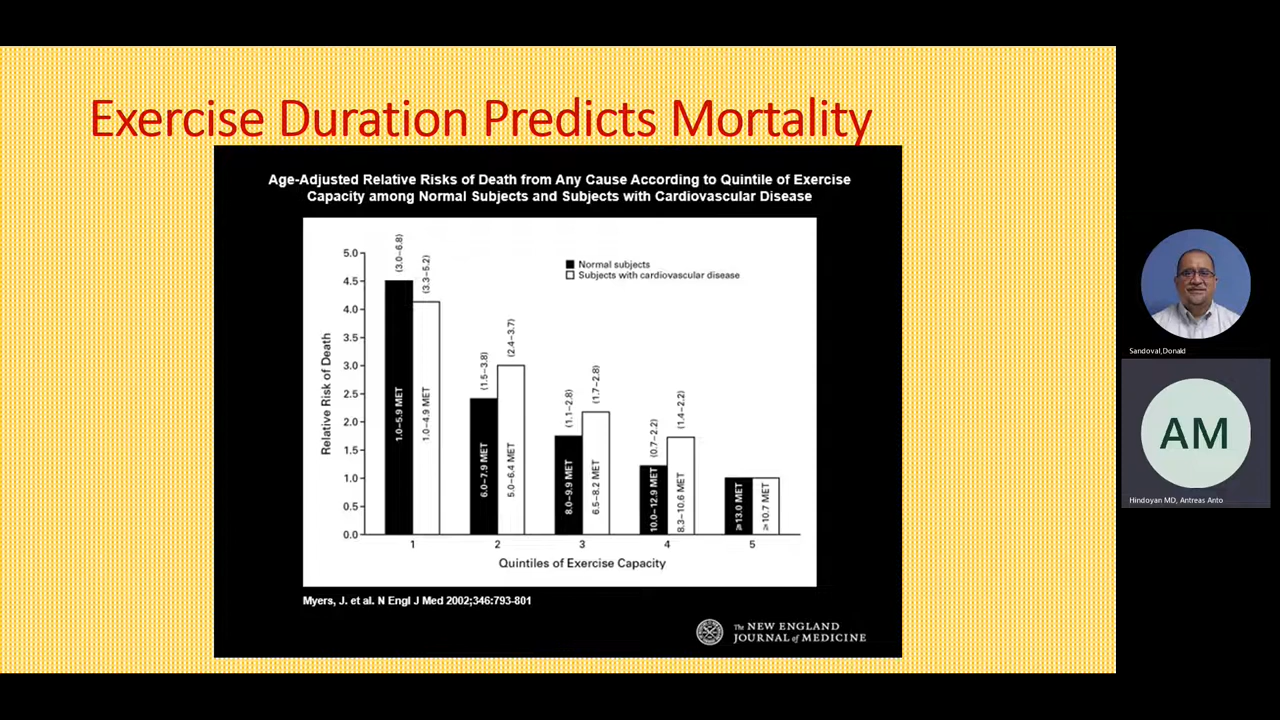 Exercise Duration Predicts Mortality
Age-Adjusted Relative Risks of Death from Any Cause According to Quintile of Exercise
Capacity among Normal Subjects and Subjects with Cardiovascular Disease
Relative Risk of Death
5.0
4.5
4.0
3.5
3.0
2.5
2.0
1.5
1.0
0.5
0.0
Normal subjects
Subjects with cardiovascular disease
(3.0–6.8)
(3.3–5.2)
(1.5–3.8)
(2.4–3.7)
(1.1–2.8)
(1.7–2.8)
(0.7–2.2)
(1.4–2.2)
1.0–5.9 MET
1.0–4.9 MET
6.0–7.9 MET
5.0–6.4 MET
8.0–9.9 MET
6.5–8.2 MET
10.0–12.9 MET
8.3–10.6 MET
≥13.0 MET
≥10.7 MET
1 2 3 4 5
Quintiles of Exercise Capacity
Myers, J. et al. N Engl J Med 2002;346:793-801
The NEW ENGLAND
JOURNAL of MEDICINE
Sandoval,Donald
AM
Hindoyan MD, Antreas Anto